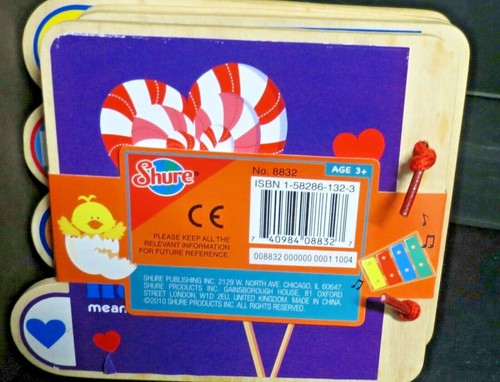 Shure®
No. 8832
AGE 3+
ISBN 1-58286-132-3
7 40984 08832 7
008832 000000 0001 1004
CE
PLEASE KEEP ALL THE
RELEVANT INFORMATION
FOR FUTURE REFERENCE.
SHURE PUBLISHING INC. 2129 W. NORTH AVE. CHICAGO, IL 60647.
SHURE PRODUCTS INC. GAINSBOROUGH HOUSE, 81 OXFORD
STREET LONDON, W1D 2EU, UNITED KINGDOM. MADE IN CHINA.
©2010 SHURE PRODUCTS INC. ALL RIGHTS RESERVED.
mean